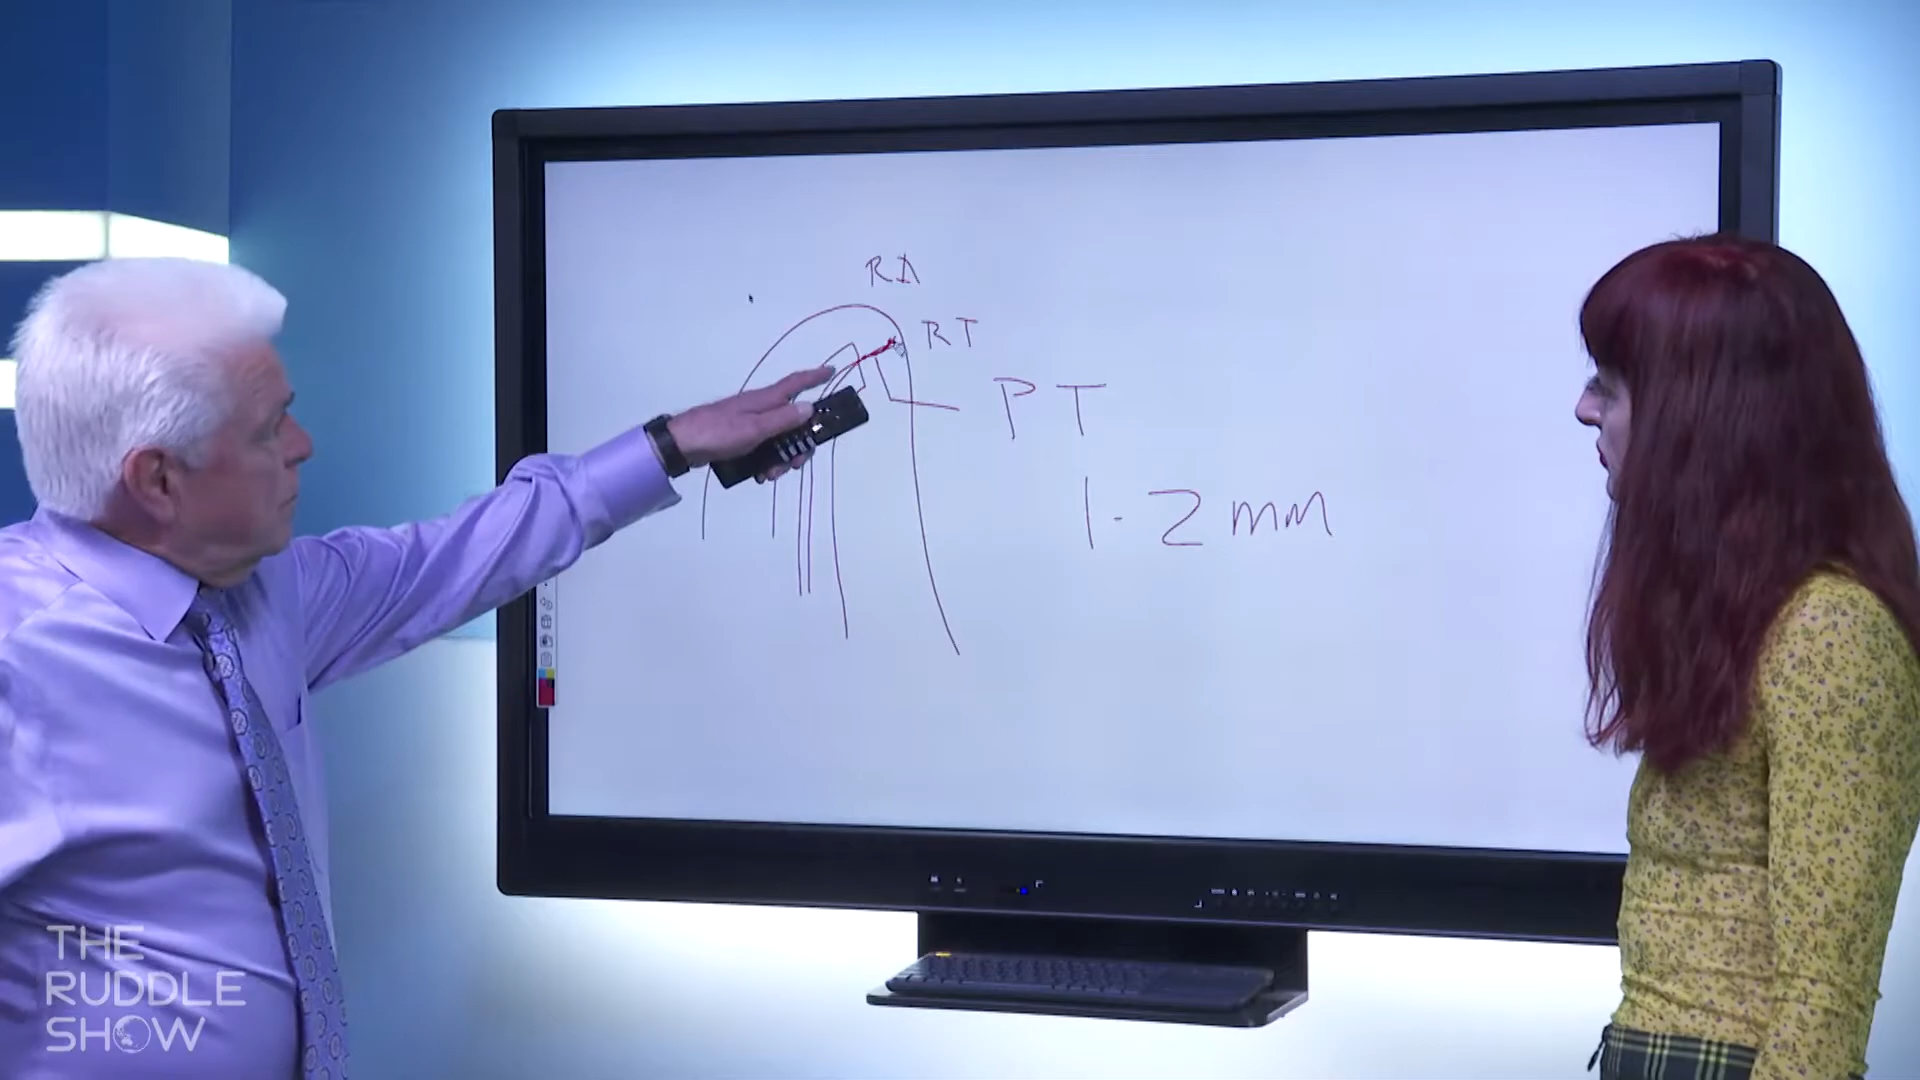 RA
RT
PT
1-2mm
THE
RUDDLE
SHOW